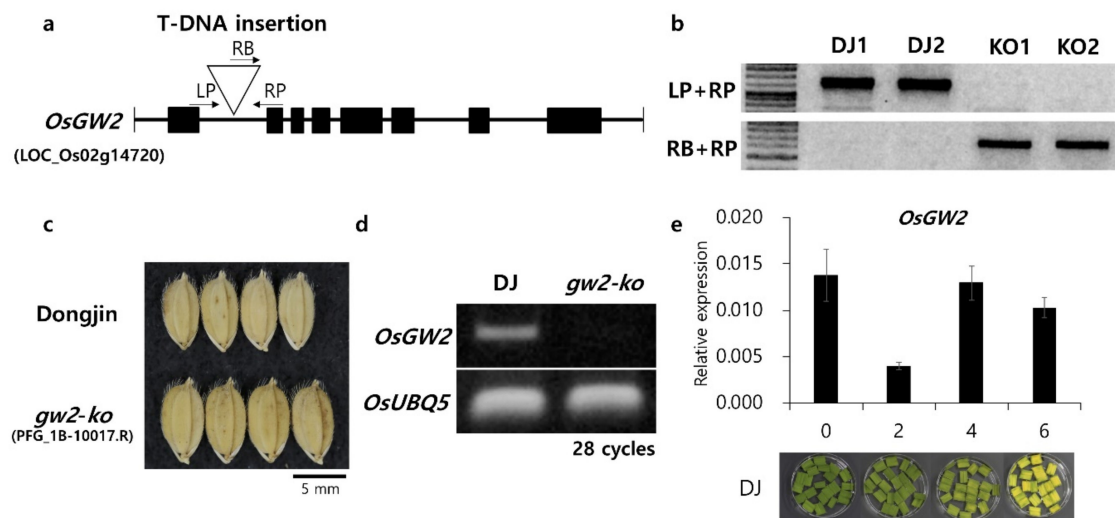 a
T-DNA insertion
RB
LP
RP
OsGW2
(LOC_Os02g14720)
b
DJ1 DJ2 KO1 KO2
LP+RP
RB+RP
c
Dongjin
gw2-ko
(PFG_1B-10017.R)
5 mm
d
DJ gw2-ko
OsGW2
OsUBQ5
28 cycles
e
OsGW2
Relative expression
0.020
0.015
0.010
0.005
0.000
0 2 4 6
DJ